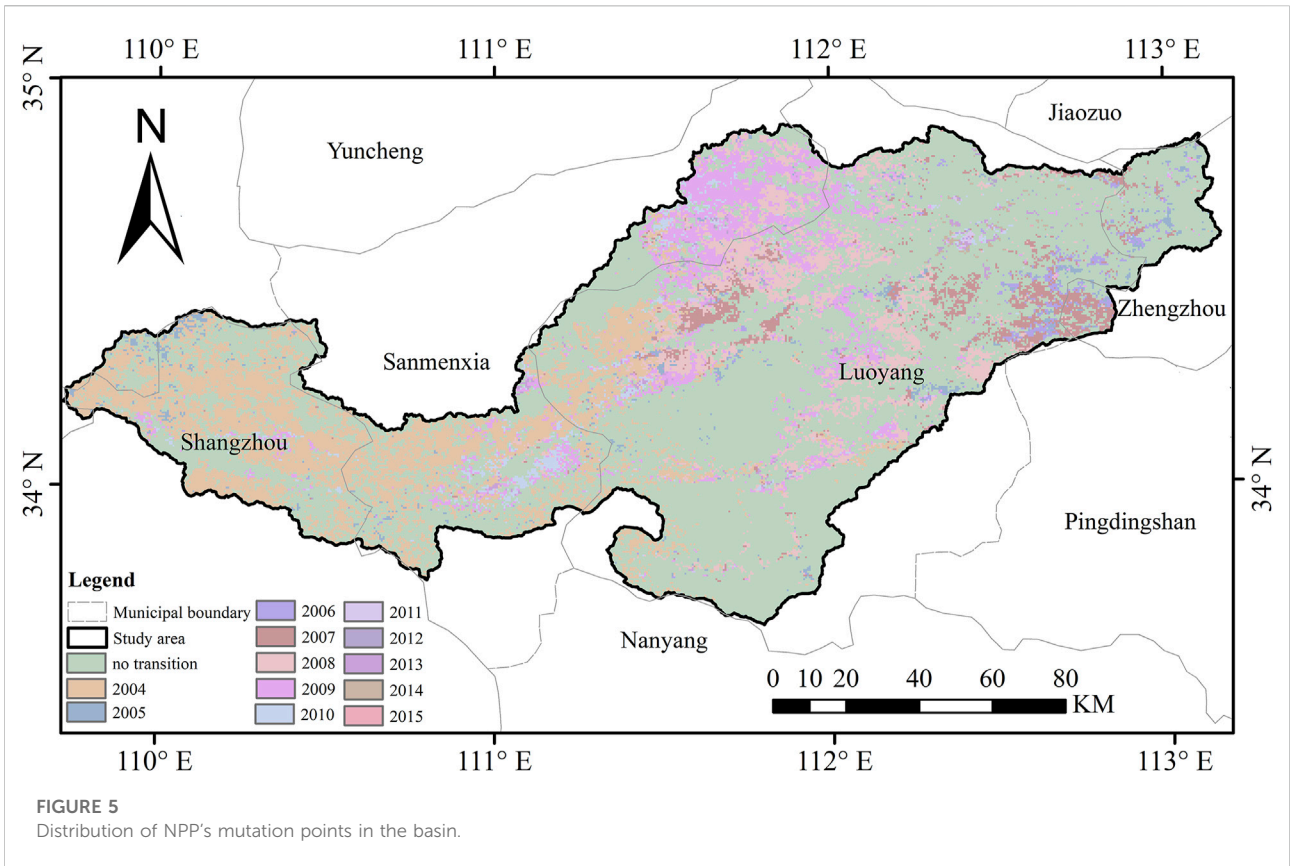 110° E 111° E 112° E 113° E
35° N
N
Yuncheng
Jiaozuo
Sanmenxia
Zhengzhou
Luoyang
Shangzhou
34° N
34° N
Pingdingshan
Nanyang
Legend
Municipal boundary
Study area
no transition
2004
2005
2006
2007
2008
2009
2010
2011
2012
2013
2014
2015
0 10 20 40 60 80
KM
110° E 111° E 112° E 113° E
FIGURE 5
Distribution of NPP's mutation points in the basin.